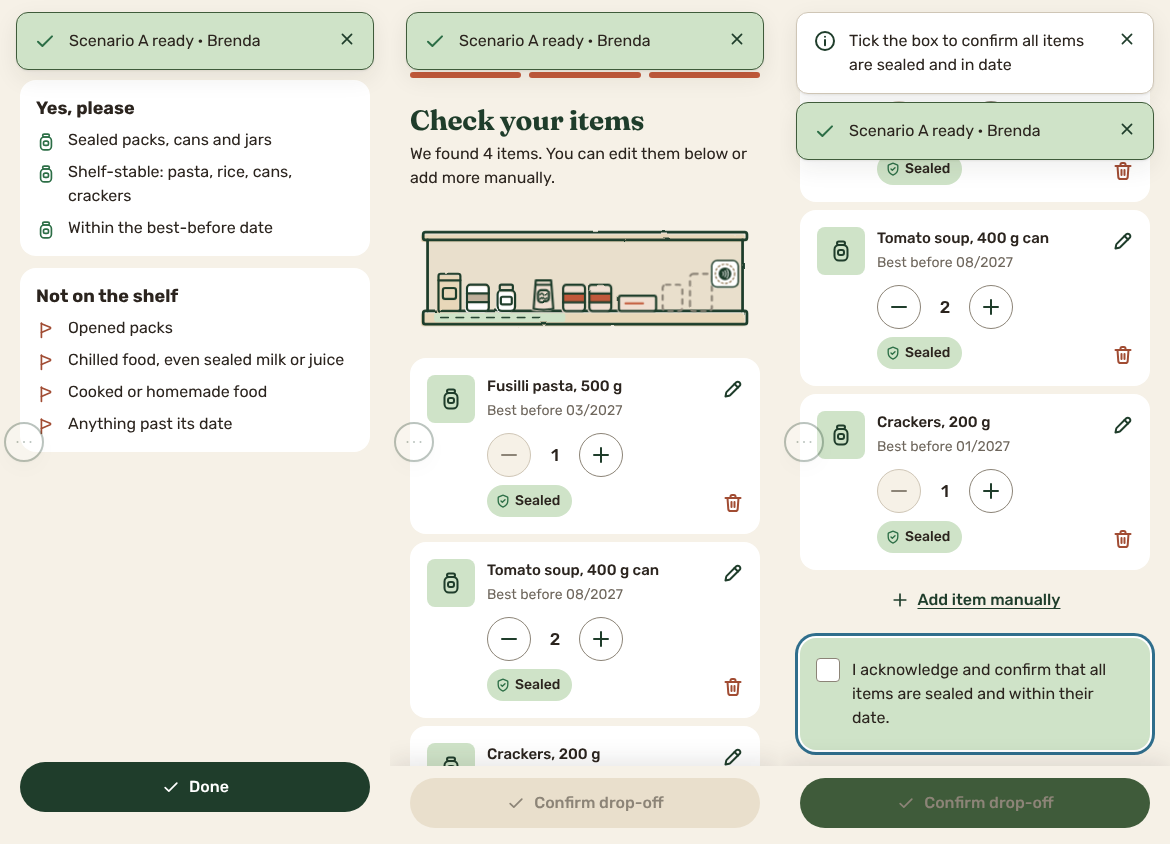 Scenario A ready • Brenda
Yes, please
Sealed packs, cans and jars
Shelf-stable: pasta, rice, cans,
crackers
Within the best-before date
Not on the shelf
Opened packs
Chilled food, even sealed milk or juice
Cooked or homemade food
Anything past its date
Done
Scenario A ready • Brenda
Check your items
We found 4 items. You can edit them below or
add more manually.
Fusilli pasta, 500 g
Best before 03/2027
1
Sealed
Tomato soup, 400 g can
Best before 08/2027
2
Sealed
Crackers, 200 g
Confirm drop-off
Tick the box to confirm all items
are sealed and in date
Scenario A ready • Brenda
Sealed
Tomato soup, 400 g can
Best before 08/2027
2
Sealed
Crackers, 200 g
Best before 01/2027
1
Sealed
Add item manually
I acknowledge and confirm that all
items are sealed and within their
date.
Confirm drop-off